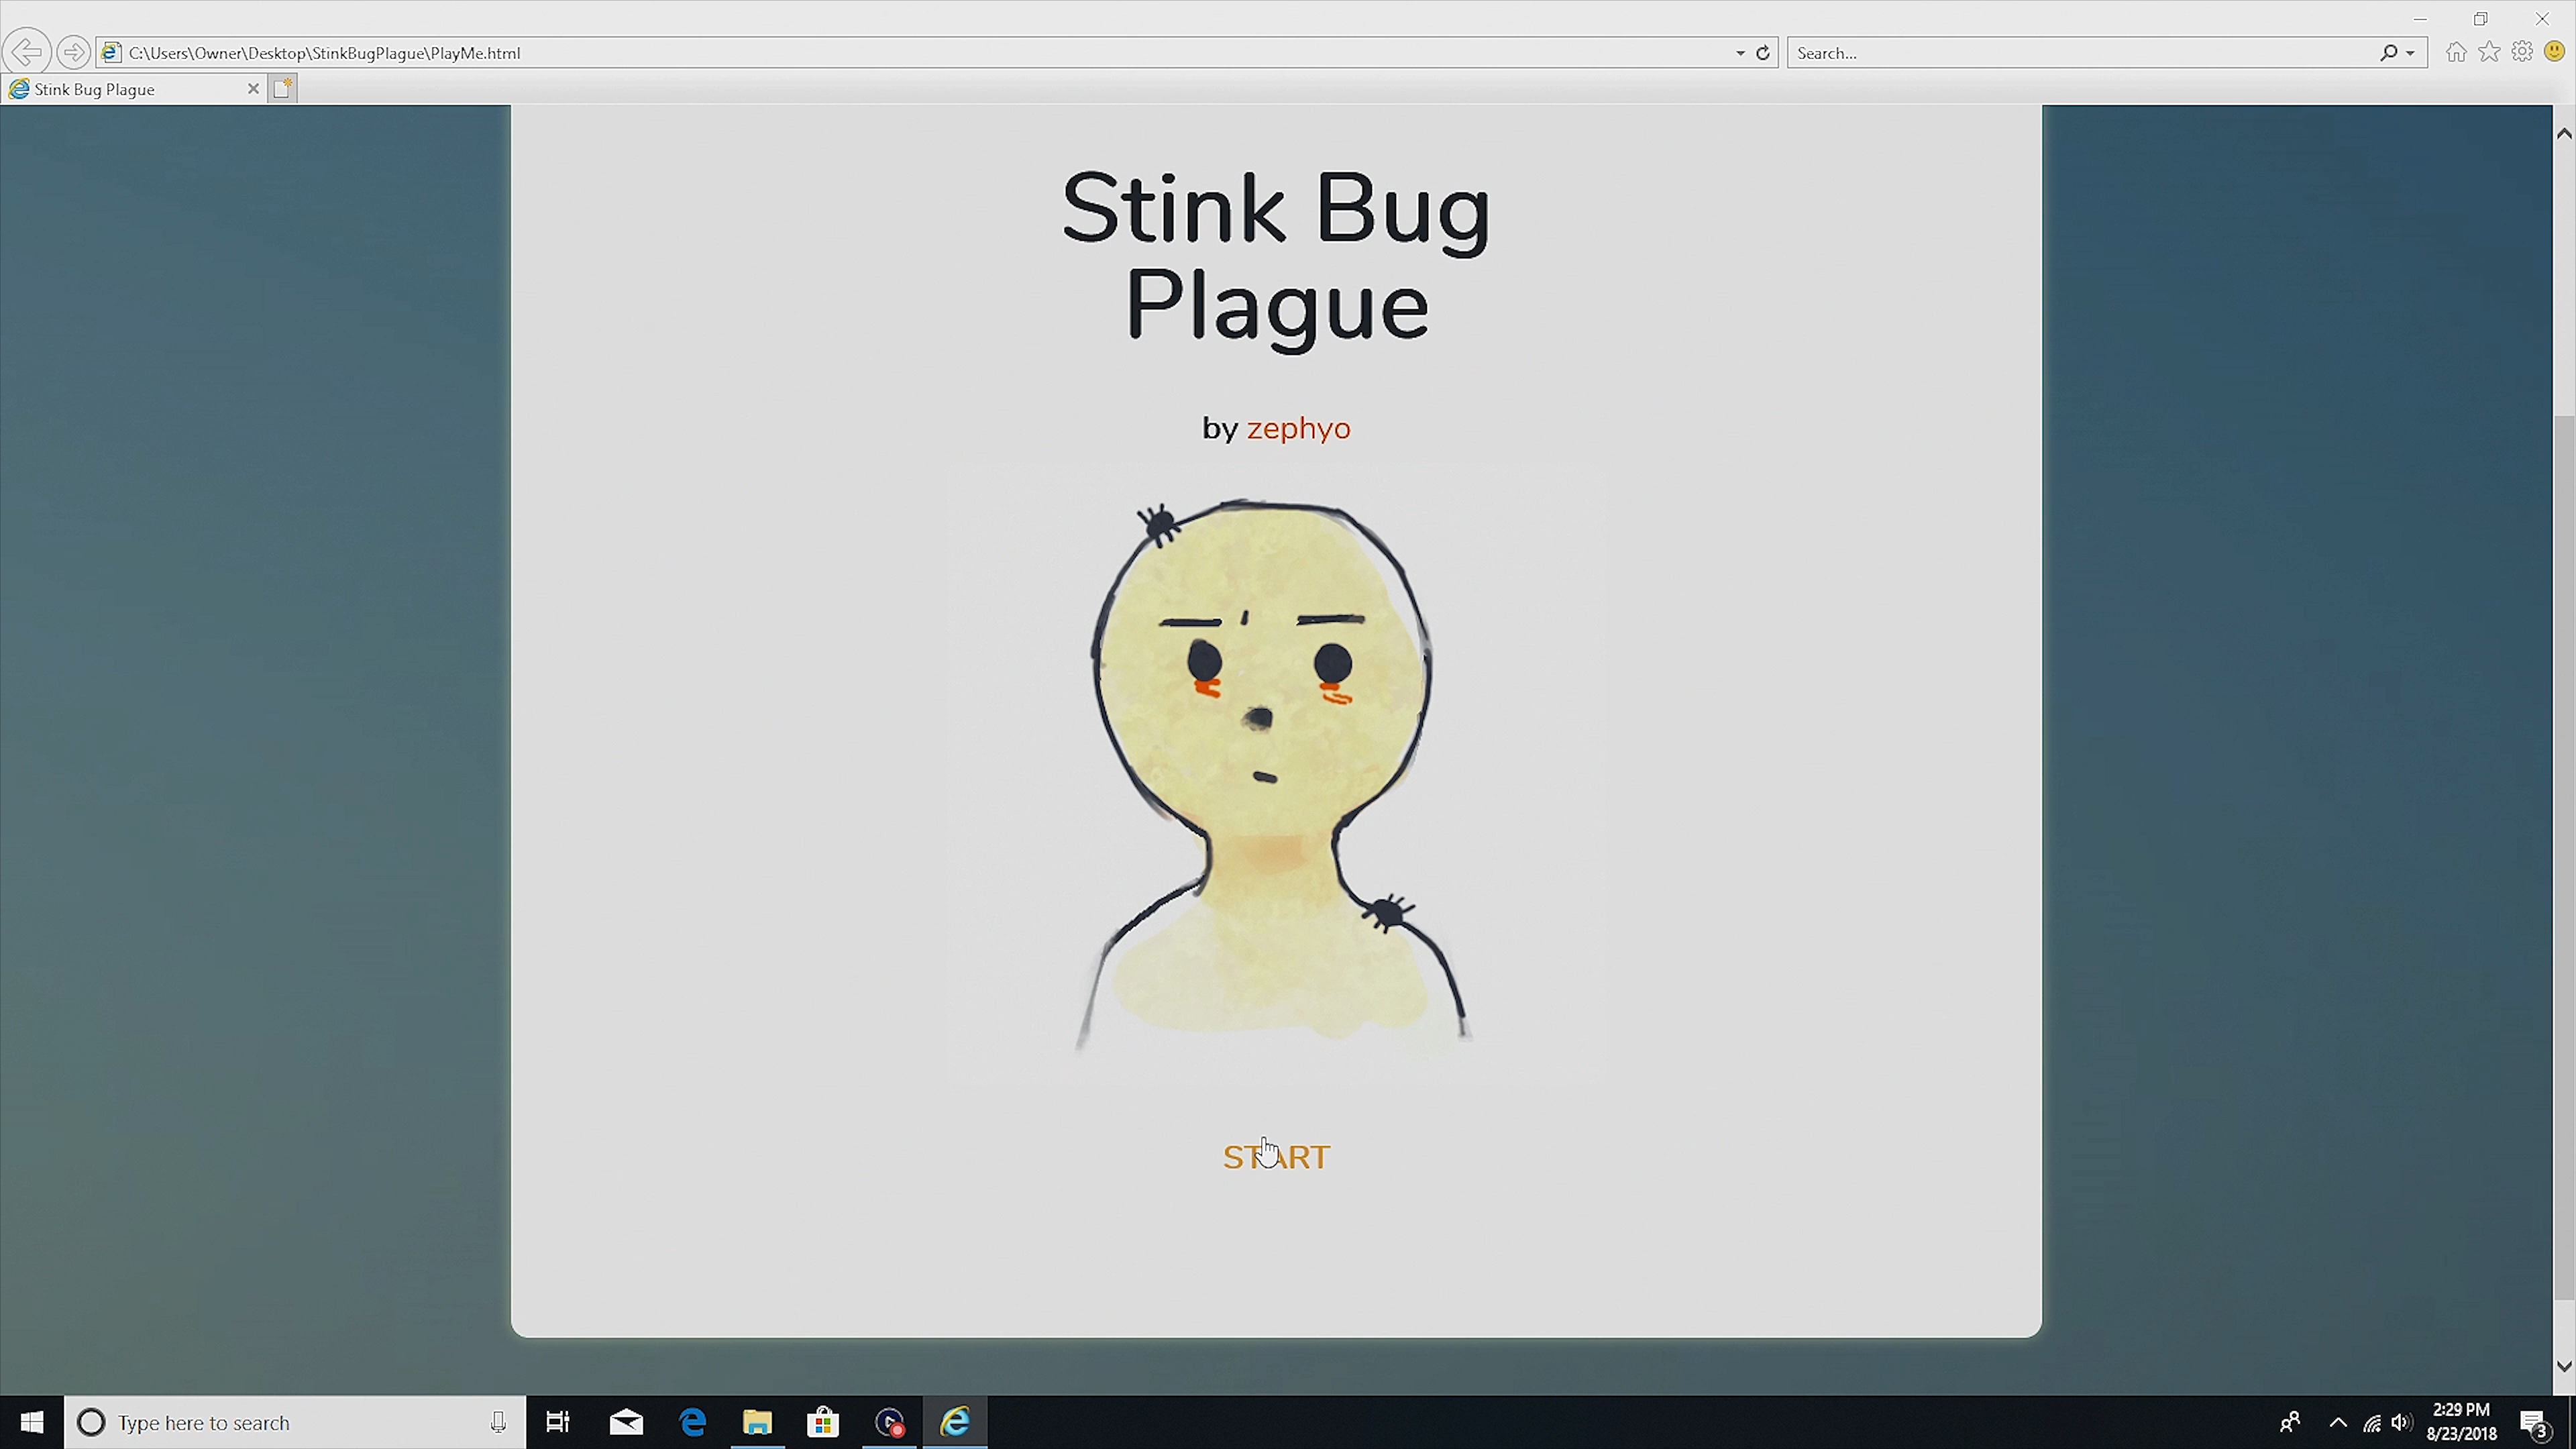 C:\Users\Owner\Desktop\StinkBugPlague\PlayMe.html
Search...
Stink Bug Plague
Stink Bug
Plague
by zephyo
START
Type here to search
2:29 PM
8/23/2018
3